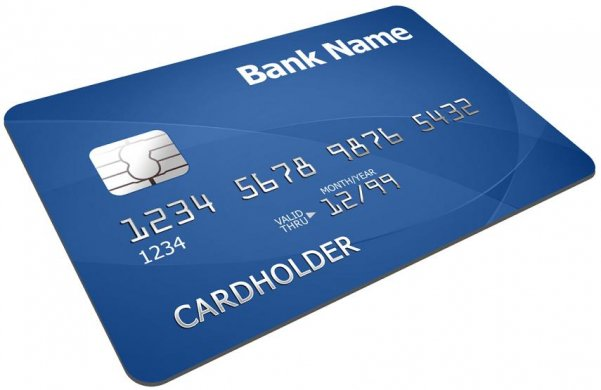 Bank Name
1234 5678 9876 5432
1234
MONTH/YEAR
VALID THRU
12/99
CARDHOLDER